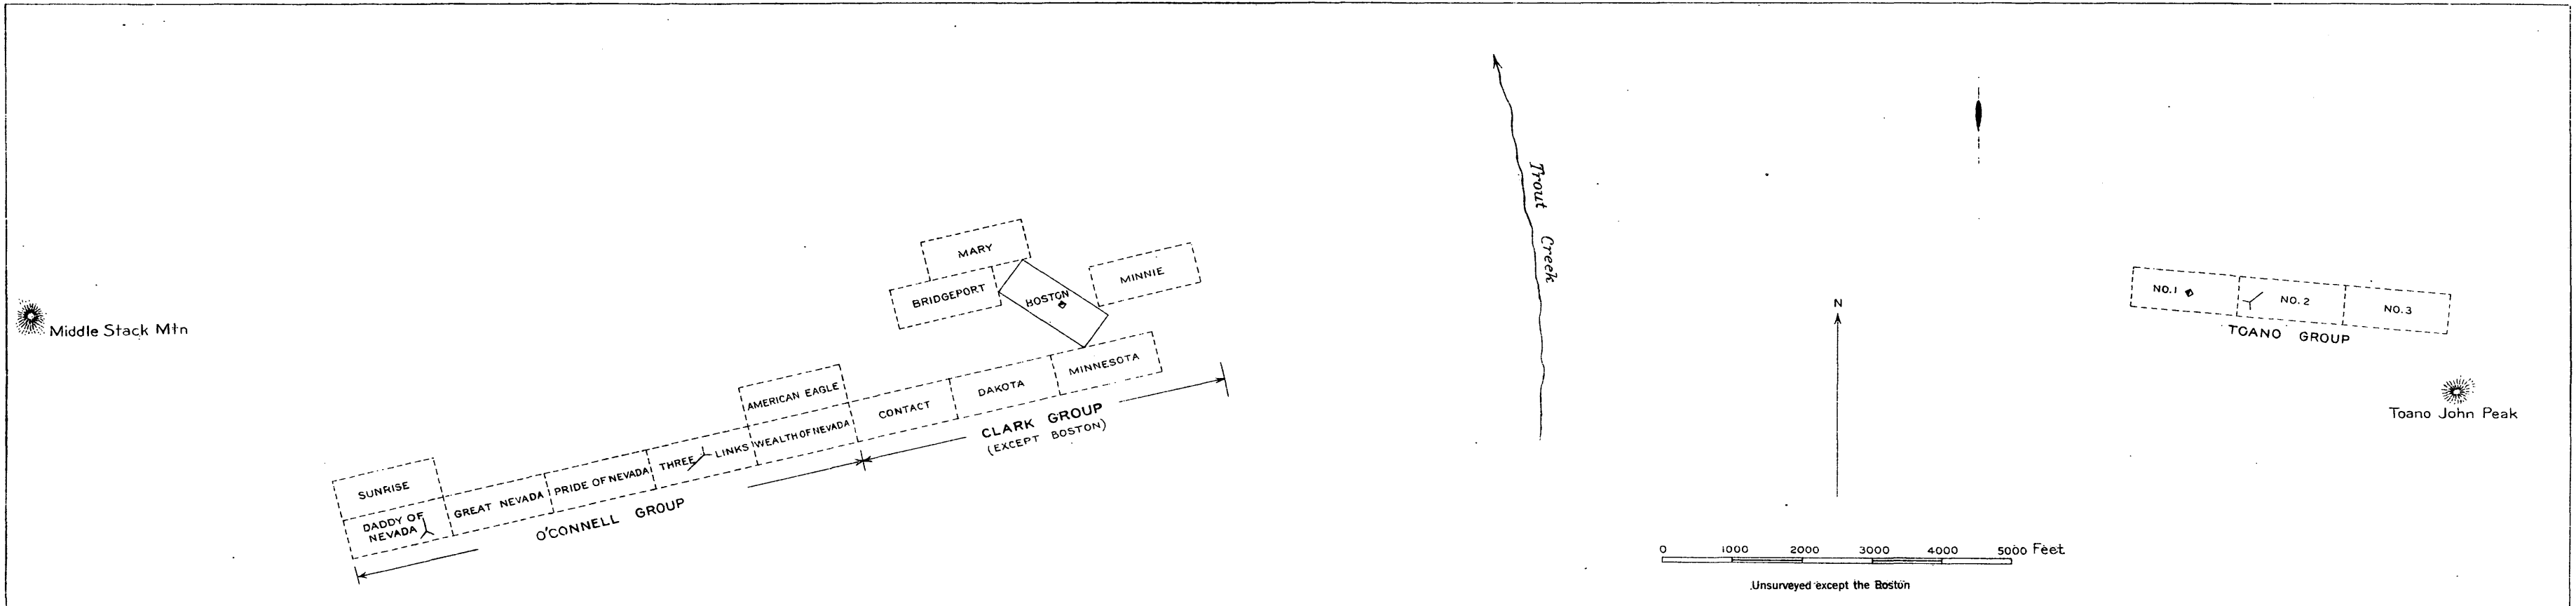 Middle Stack Mtn
MARY
BRIDGEPORT
BOSTON
MINNIE
AMERICAN EAGLE
CONTACT
DAKOTA
MINNESOTA
CLARK GROUP
(EXCEPT BOSTON)
SUNRISE
DADDY OF
NEVADA
GREAT NEVADA
PRIDE OF NEVADA
THREE LINKS
WEALTH OF NEVADA
O'CONNELL GROUP
Trout Creek
N
NO.1
NO.2
NO.3
TOANO GROUP
Toano John Peak
0 1000 2000 3000 4000 5000 Feet
Unsurveyed except the Boston